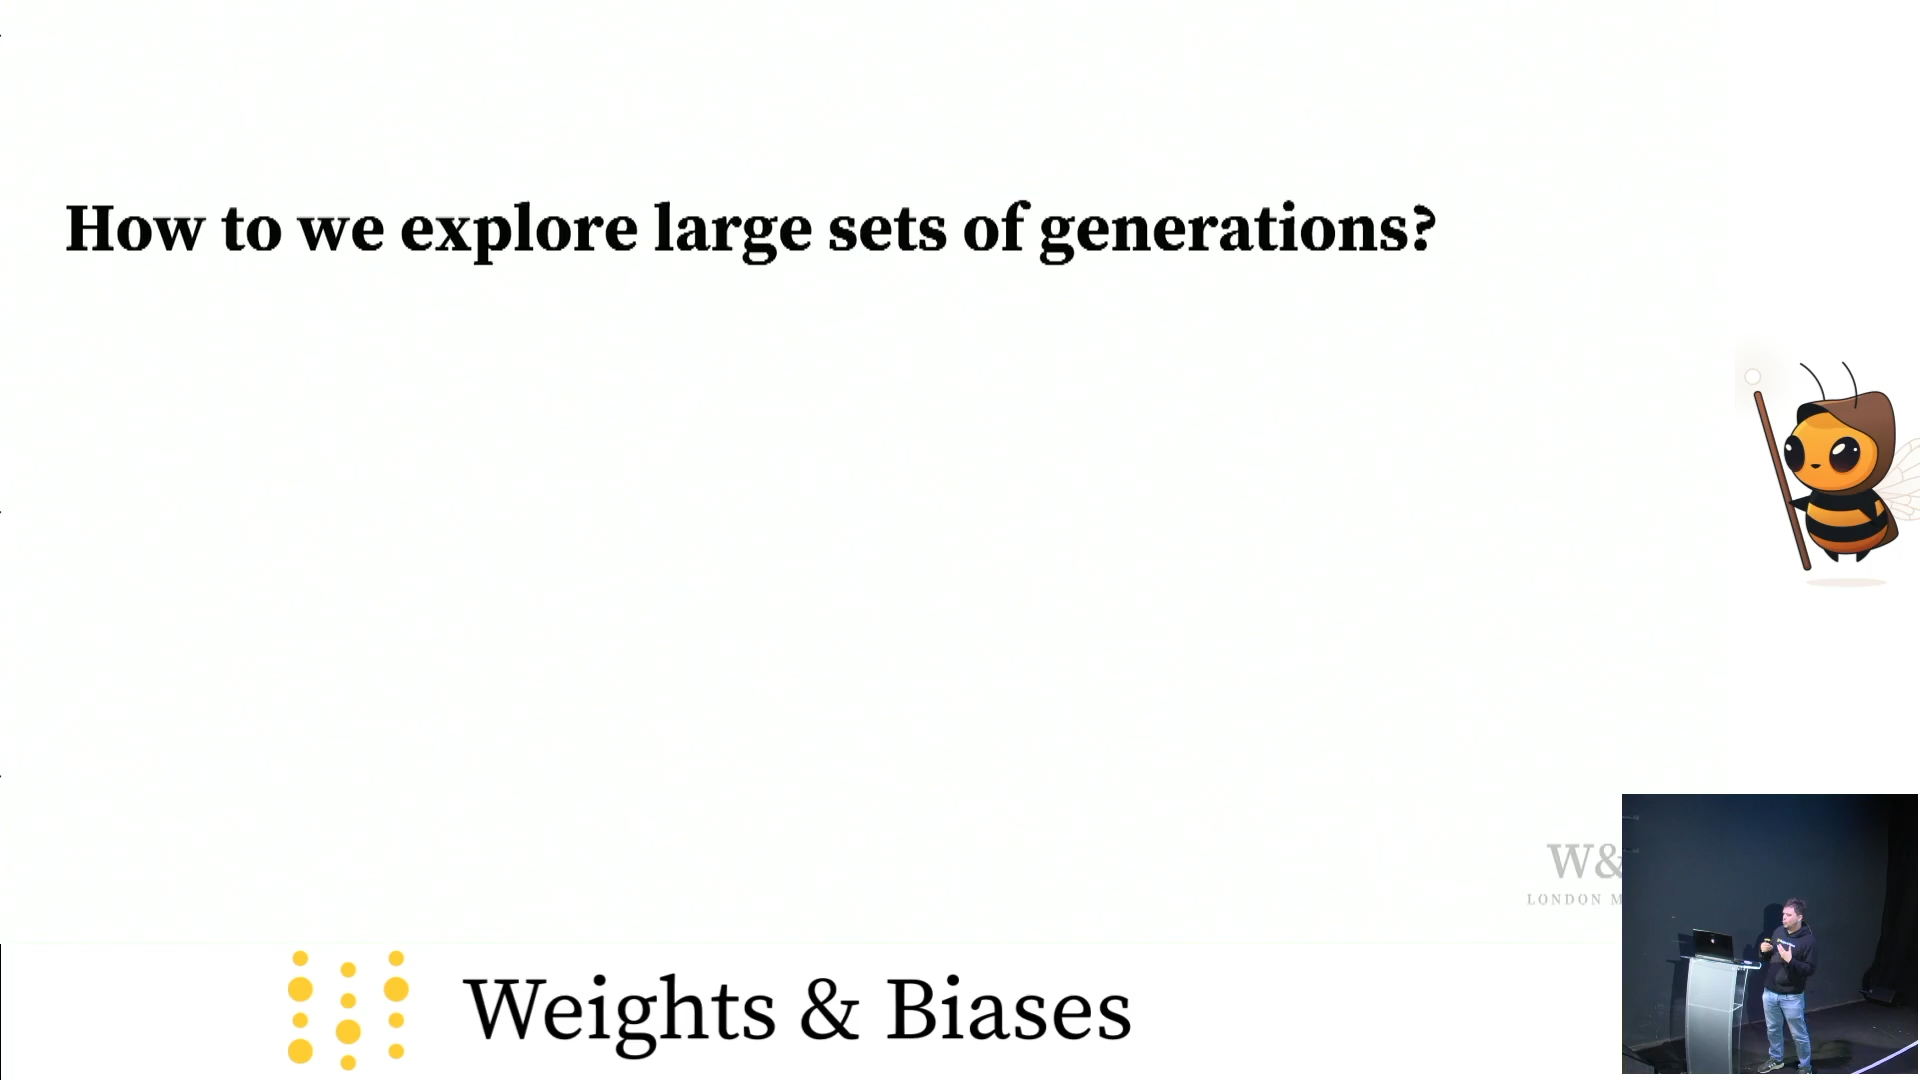 How to we explore large sets of generations?
W&
LONDON M
Weights & Biases